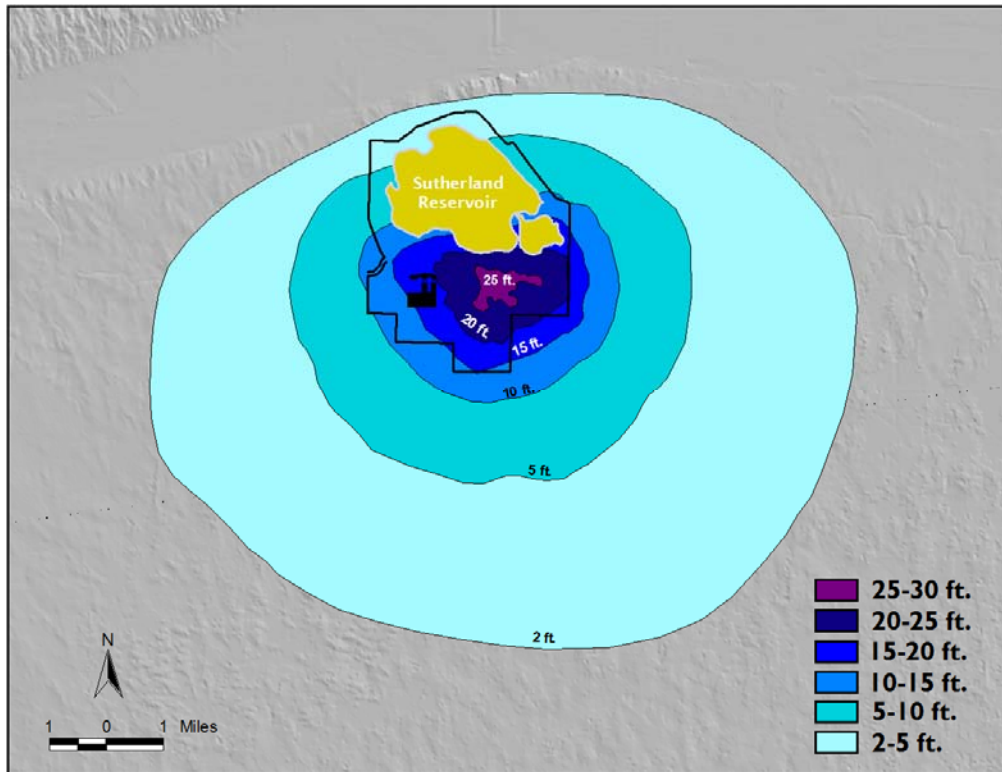 Sutherland
Reservoir
25 ft.
20 ft.
15 ft.
10 ft.
5 ft.
2 ft.
25-30 ft.
20-25 ft.
15-20 ft.
10-15 ft.
5-10 ft.
2-5 ft.
N
1 0 1 Miles